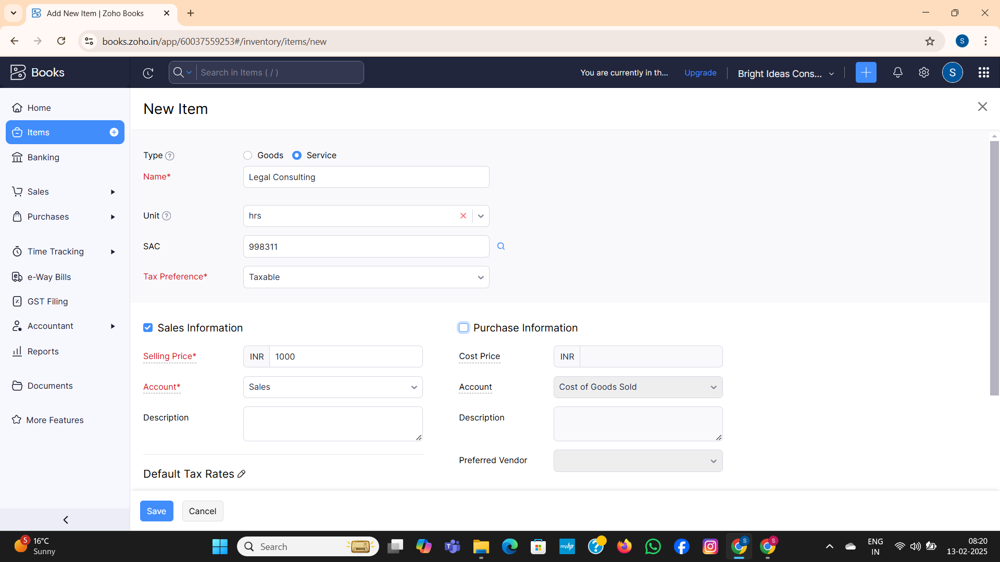 Add New Item | Zoho Books
books.zoho.in/app/60037559253#/inventory/items/new
S
Books
Search in Items ( / )
You are currently in th...
Upgrade
Bright Ideas Cons...
S
Home
Items
Banking
Sales
Purchases
Time Tracking
e-Way Bills
GST Filing
Accountant
Reports
Documents
More Features
New Item
Type
Goods
Service
Name*
Legal Consulting
Unit
hrs
SAC
998311
Tax Preference*
Taxable
Sales Information
Selling Price*
INR
1000
Account*
Sales
Description
Default Tax Rates
Purchase Information
Cost Price
INR
Account
Cost of Goods Sold
Description
Preferred Vendor
Save
Cancel
5
16°C
Sunny
Search
myhp
S
S
ENG
IN
08:20
13-02-2025